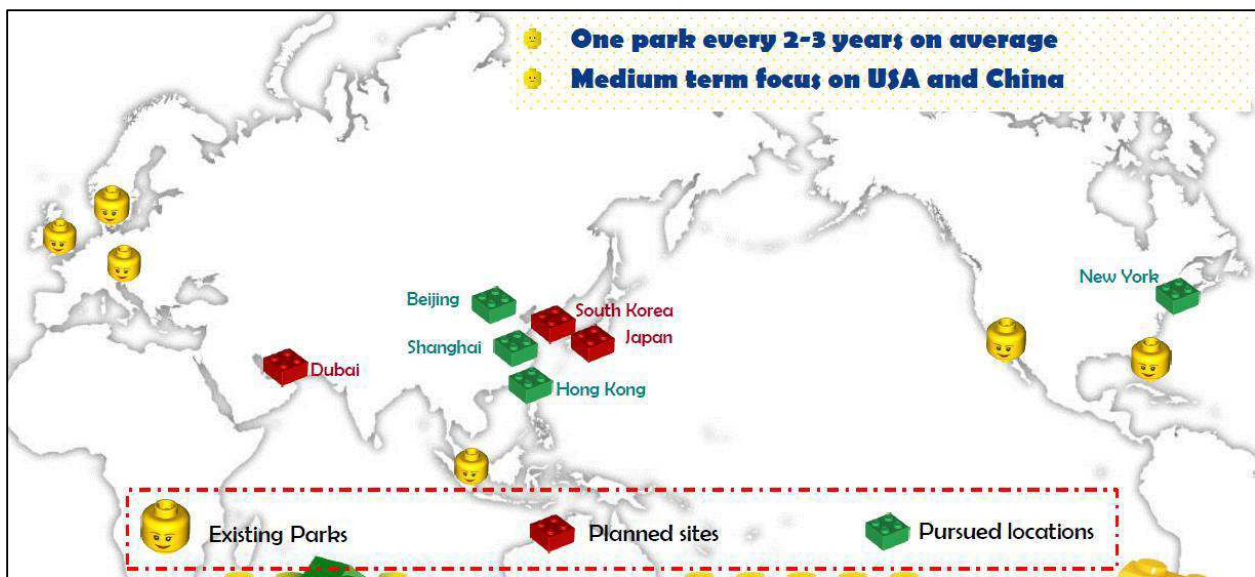 One park every 2-3 years on average
Medium term focus on USA and China
New York
Beijing
South Korea
Shanghai
Japan
Dubai
Hong Kong
Existing Parks
Planned sites
Pursued locations